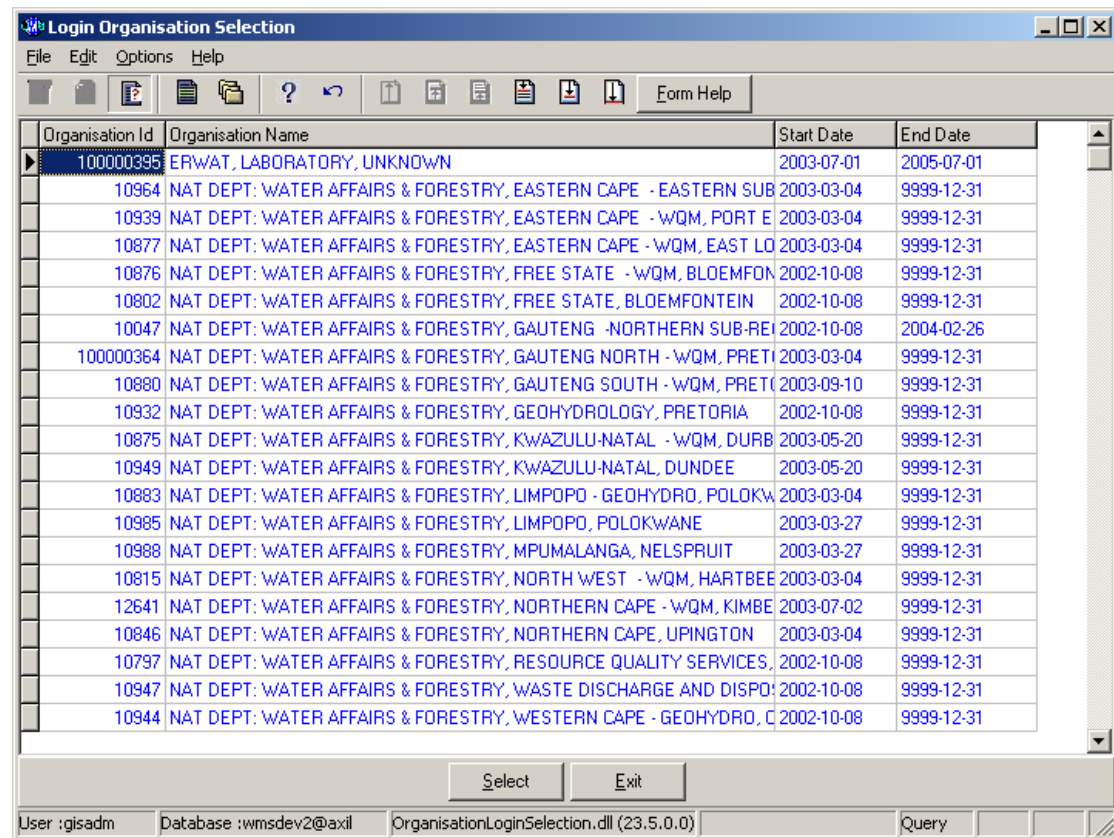 Login Organisation Selection
File Edit Options Help
Form Help
Organisation Id Organisation Name Start Date End Date
100000395 ERWAT, LABORATORY, UNKNOWN 2003-07-01 2005-07-01
10964 NAT DEPT: WATER AFFAIRS & FORESTRY, EASTERN CAPE - EASTERN SUB 2003-03-04 9999-12-31
10939 NAT DEPT: WATER AFFAIRS & FORESTRY, EASTERN CAPE - WQM, PORT E 2003-03-04 9999-12-31
10877 NAT DEPT: WATER AFFAIRS & FORESTRY, EASTERN CAPE - WQM, EAST LO 2003-03-04 9999-12-31
10876 NAT DEPT: WATER AFFAIRS & FORESTRY, FREE STATE - WQM, BLOEMFON 2002-10-08 9999-12-31
10802 NAT DEPT: WATER AFFAIRS & FORESTRY, FREE STATE, BLOEMFONTEIN 2002-10-08 9999-12-31
10047 NAT DEPT: WATER AFFAIRS & FORESTRY, GAUTENG -NORTHERN SUB-REI 2002-10-08 2004-02-26
100000364 NAT DEPT: WATER AFFAIRS & FORESTRY, GAUTENG NORTH - WQM, PRETI 2003-03-04 9999-12-31
10880 NAT DEPT: WATER AFFAIRS & FORESTRY, GAUTENG SOUTH - WQM, PRET( 2003-09-10 9999-12-31
10932 NAT DEPT: WATER AFFAIRS & FORESTRY, GEOHYDROLOGY, PRETORIA 2002-10-08 9999-12-31
10875 NAT DEPT: WATER AFFAIRS & FORESTRY, KWAZULU-NATAL - WQM, DURB 2003-05-20 9999-12-31
10949 NAT DEPT: WATER AFFAIRS & FORESTRY, KWAZULU-NATAL, DUNDEE 2003-05-20 9999-12-31
10883 NAT DEPT: WATER AFFAIRS & FORESTRY, LIMPOPO - GEOHYDRO, POLOKW 2003-03-04 9999-12-31
10985 NAT DEPT: WATER AFFAIRS & FORESTRY, LIMPOPO, POLOKWANE 2003-03-27 9999-12-31
10988 NAT DEPT: WATER AFFAIRS & FORESTRY, MPUMALANGA, NELSPRUIT 2003-03-27 9999-12-31
10815 NAT DEPT: WATER AFFAIRS & FORESTRY, NORTH WEST - WQM, HARTBEE 2003-03-04 9999-12-31
12641 NAT DEPT: WATER AFFAIRS & FORESTRY, NORTHERN CAPE - WQM, KIMBE 2003-07-02 9999-12-31
10846 NAT DEPT: WATER AFFAIRS & FORESTRY, NORTHERN CAPE, UPINGTON 2003-03-04 9999-12-31
10797 NAT DEPT: WATER AFFAIRS & FORESTRY, RESOURCE QUALITY SERVICES, 2002-10-08 9999-12-31
10947 NAT DEPT: WATER AFFAIRS & FORESTRY, WASTE DISCHARGE AND DISPO 2002-10-08 9999-12-31
10944 NAT DEPT: WATER AFFAIRS & FORESTRY, WESTERN CAPE - GEOHYDRO, C 2002-10-08 9999-12-31
Select Exit
User :gisadm Database :wmsdev2@axil OrganisationLoginSelection.dll (23.5.0.0) Query